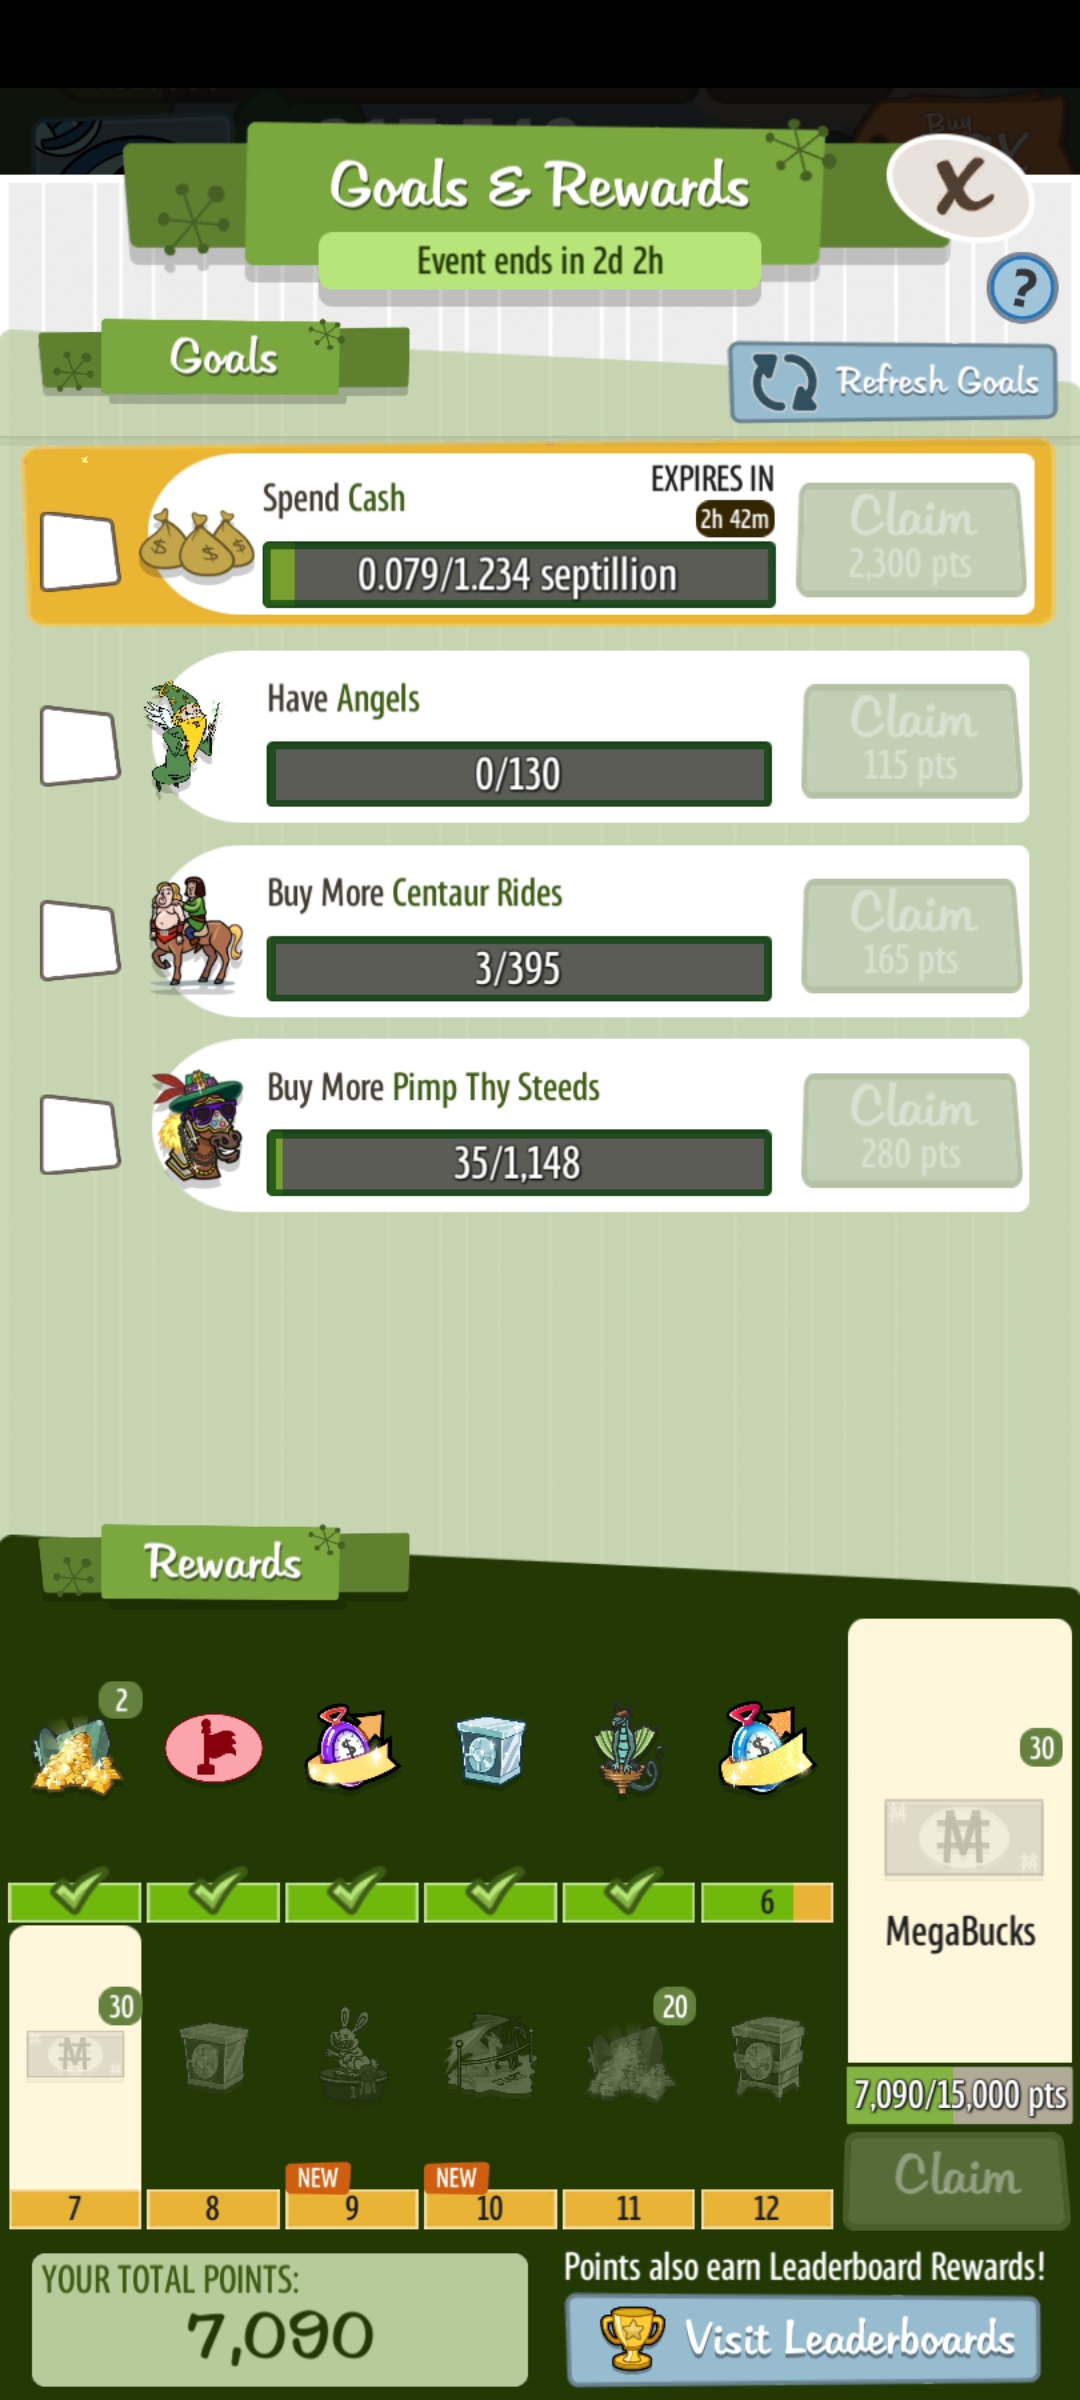 Buy
Goals & Rewards
X
Event ends in 2d 2h
?
Goals
Refresh Goals
Spend Cash
EXPIRES IN
2h 42m
0.079/1.234 septillion
Claim
2,300 pts
Have Angels
0/130
Claim
115 pts
Buy More Centaur Rides
3/395
Claim
165 pts
Buy More Pimp Thy Steeds
35/1,148
Claim
280 pts
Rewards
2
6
30
MegaBucks
7,090/15,000 pts
Claim
30
20
NEW
NEW
7
8
9
10
11
12
YOUR TOTAL POINTS:
7,090
Points also earn Leaderboard Rewards!
Visit Leaderboards